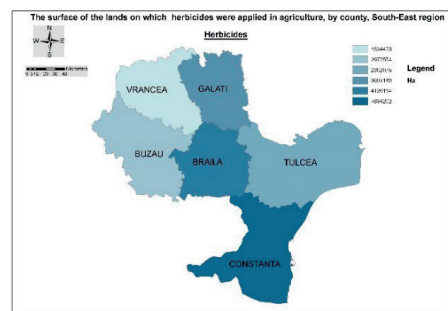 The surface of the lands on which herbicides were applied in agriculture, by county, South-East region
Herbicides
N
W E
S
Kilometers
VRANCEA
GALATI
Legend
Ha
BUZAU
BRAILA
TULCEA
CONSTANTA